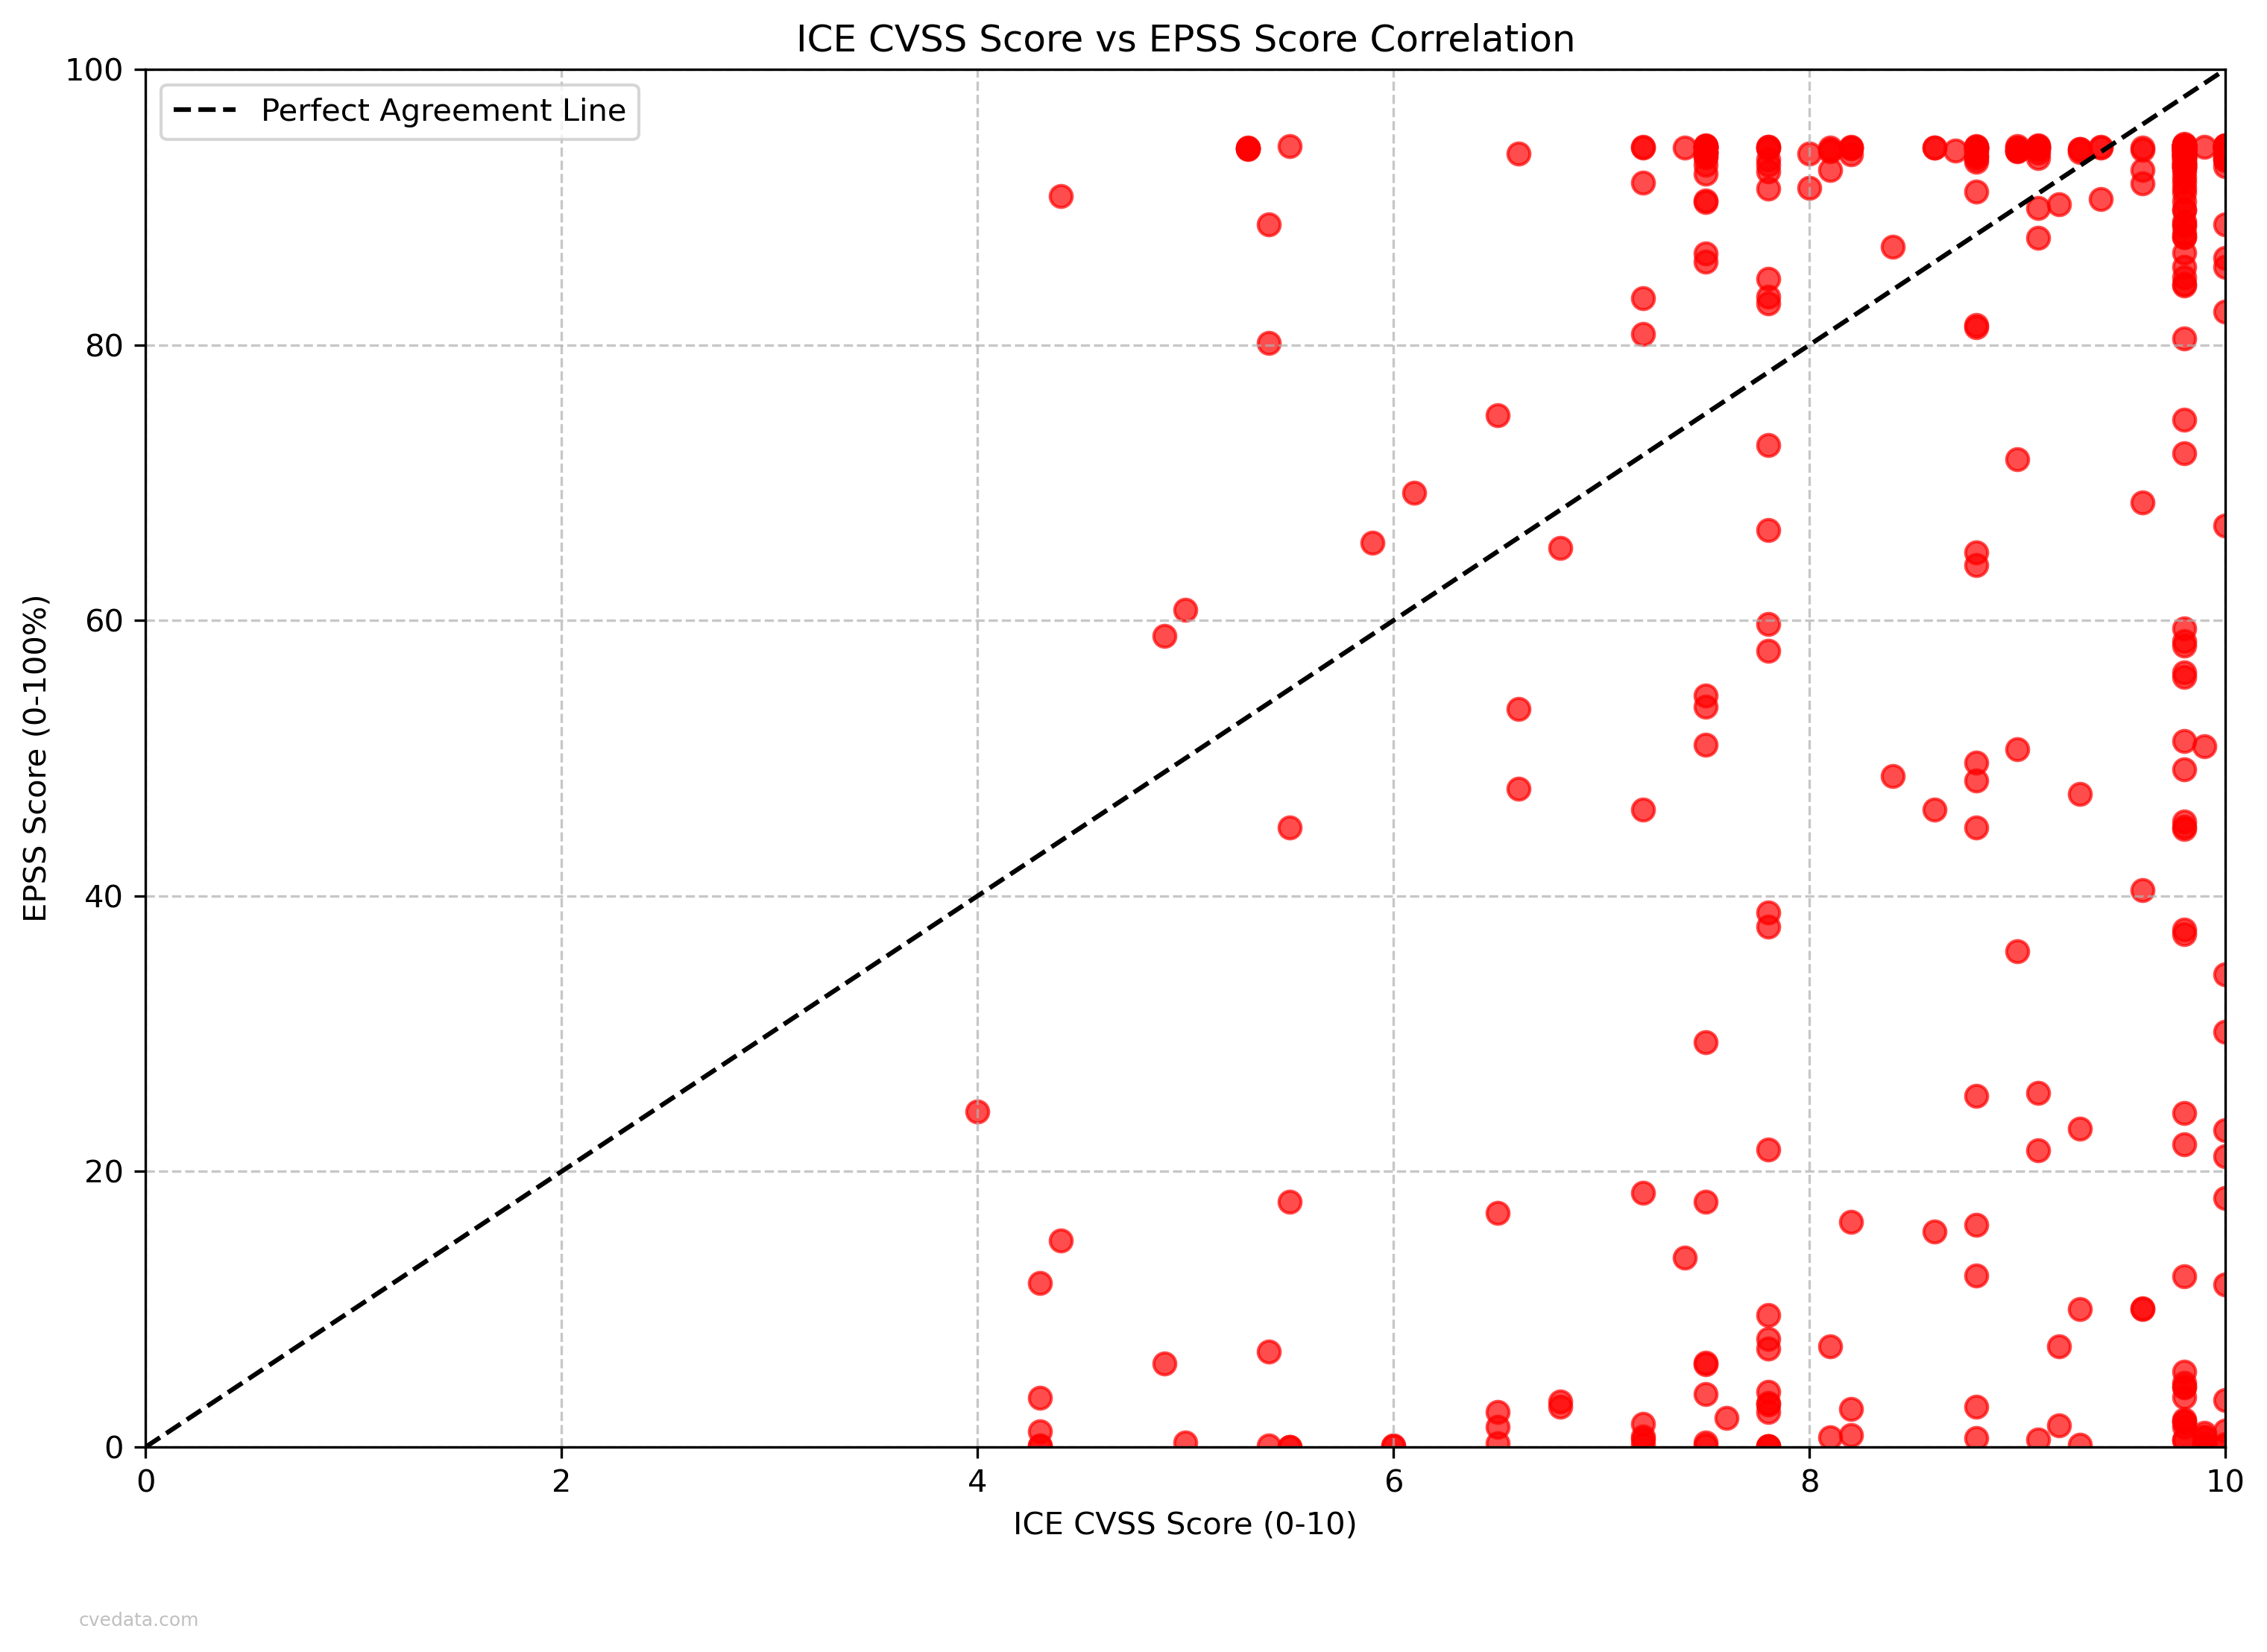 ICE CVSS Score vs EPSS Score Correlation
Perfect Agreement Line
EPSS Score (0-100%)
100
80
60
40
20
0
0 2 4 6 8 10
ICE CVSS Score (0-10)
cvedata.com